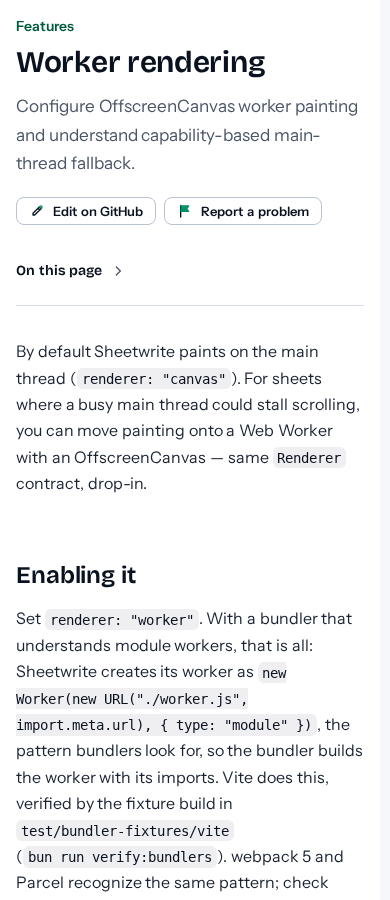 Features
Worker rendering
Configure OffscreenCanvas worker painting
and understand capability-based main-
thread fallback.
Edit on GitHub
Report a problem
On this page
By default Sheetwrite paints on the main
thread ( renderer: "canvas" ). For sheets
where a busy main thread could stall scrolling,
you can move painting onto a Web Worker
with an OffscreenCanvas — same Renderer
contract, drop-in.
Enabling it
Set renderer: "worker" . With a bundler that
understands module workers, that is all:
Sheetwrite creates its worker as new
Worker(new URL("./worker.js",
import.meta.url), { type: "module" }) , the
pattern bundlers look for, so the bundler builds
the worker with its imports. Vite does this,
verified by the fixture build in
test/bundler-fixtures/vite
( bun run verify:bundlers ). webpack 5 and
Parcel recognize the same pattern; check